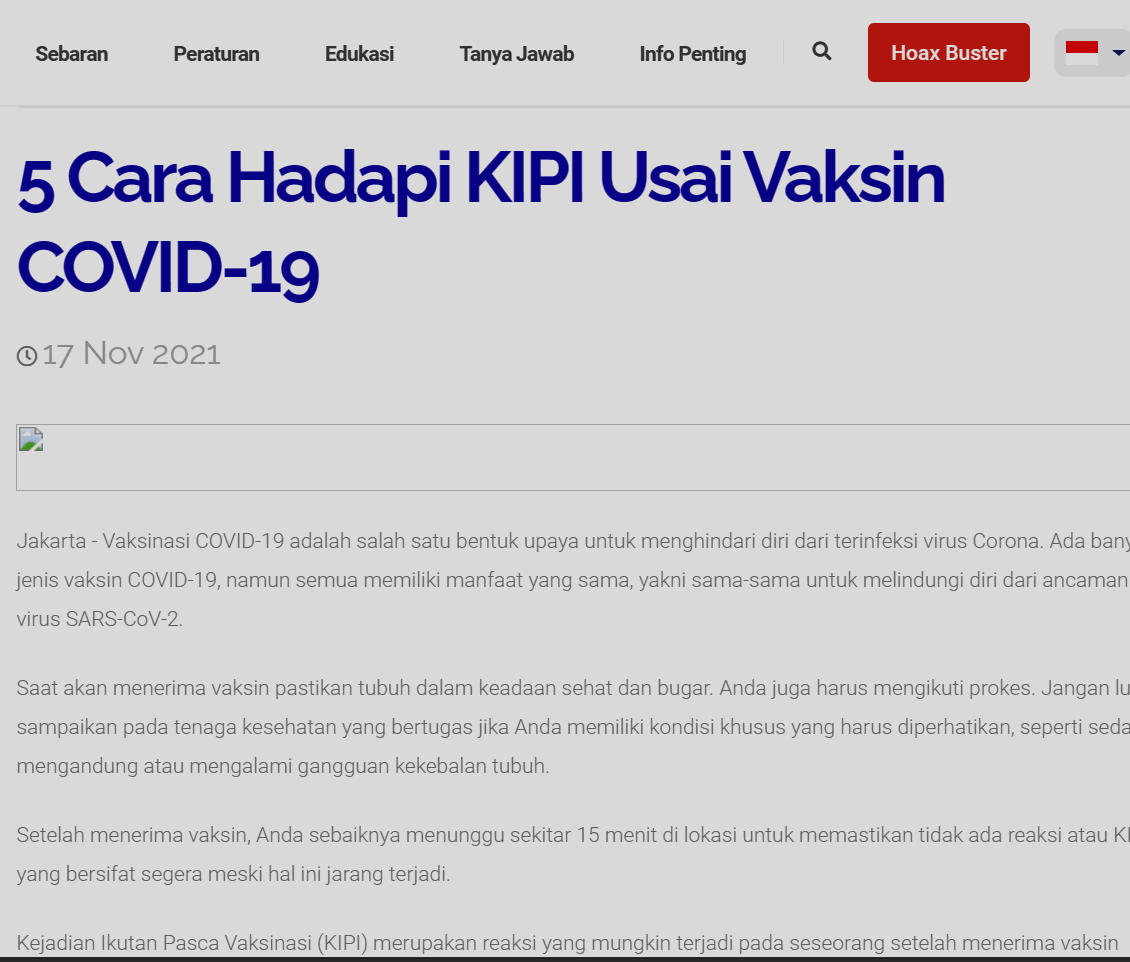 Sebaran Peraturan Edukasi Tanya Jawab Info Penting Hoax Buster
5 Cara Hadapi KIPI Usai Vaksin
COVID-19
17 Nov 2021
Jakarta - Vaksinasi COVID-19 adalah salah satu bentuk upaya untuk menghindari diri dari terinfeksi virus Corona. Ada
jenis vaksin COVID-19, namun semua memiliki manfaat yang sama, yakni sama-sama untuk melindungi diri dari ancaman
virus SARS-CoV-2.
Saat akan menerima vaksin pastikan tubuh dalam keadaan sehat dan bugar. Anda juga harus mengikuti prokes. Jangan
sampaikan pada tenaga kesehatan yang bertugas jika Anda memiliki kondisi khusus yang harus diperhatikan, seperti
mengandung atau mengalami gangguan kekebalan tubuh.
Setelah menerima vaksin, Anda sebaiknya menunggu sekitar 15 menit di lokasi untuk memastikan tidak ada reaksi atau
yang bersifat segera meski hal ini jarang terjadi.
Kejadian Ikutan Pasca Vaksinasi (KIPI) merupakan reaksi yang mungkin terjadi pada seseorang setelah menerima vaksin